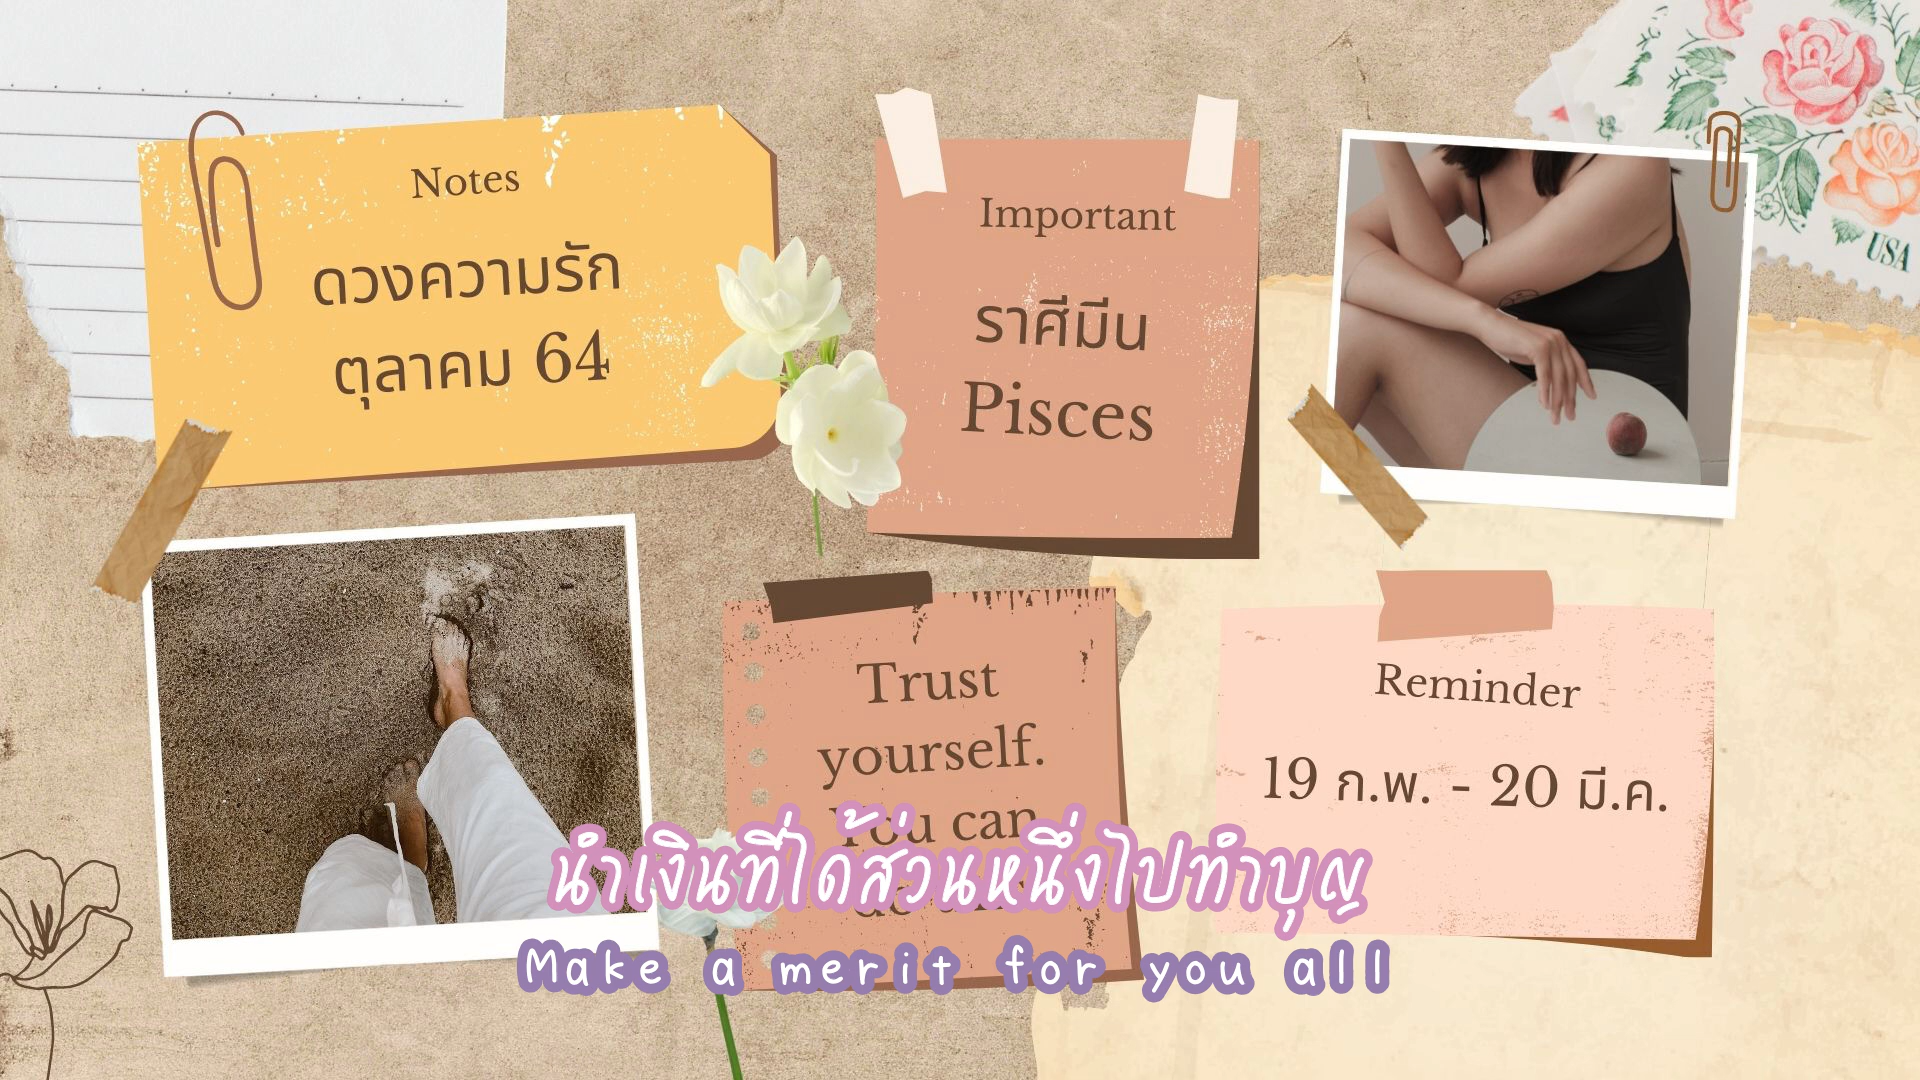 Notes
ดวงความรัก
ตุลาคม 64
Important
ราศีมีน
Pisces
USA
Trust
yourself.
You can
Reminder
19 ก.พ. - 20 มี.ค.
นำเงินที่ได้ส่วนหนึ่งไปทำบุญ
Make a merit for you all